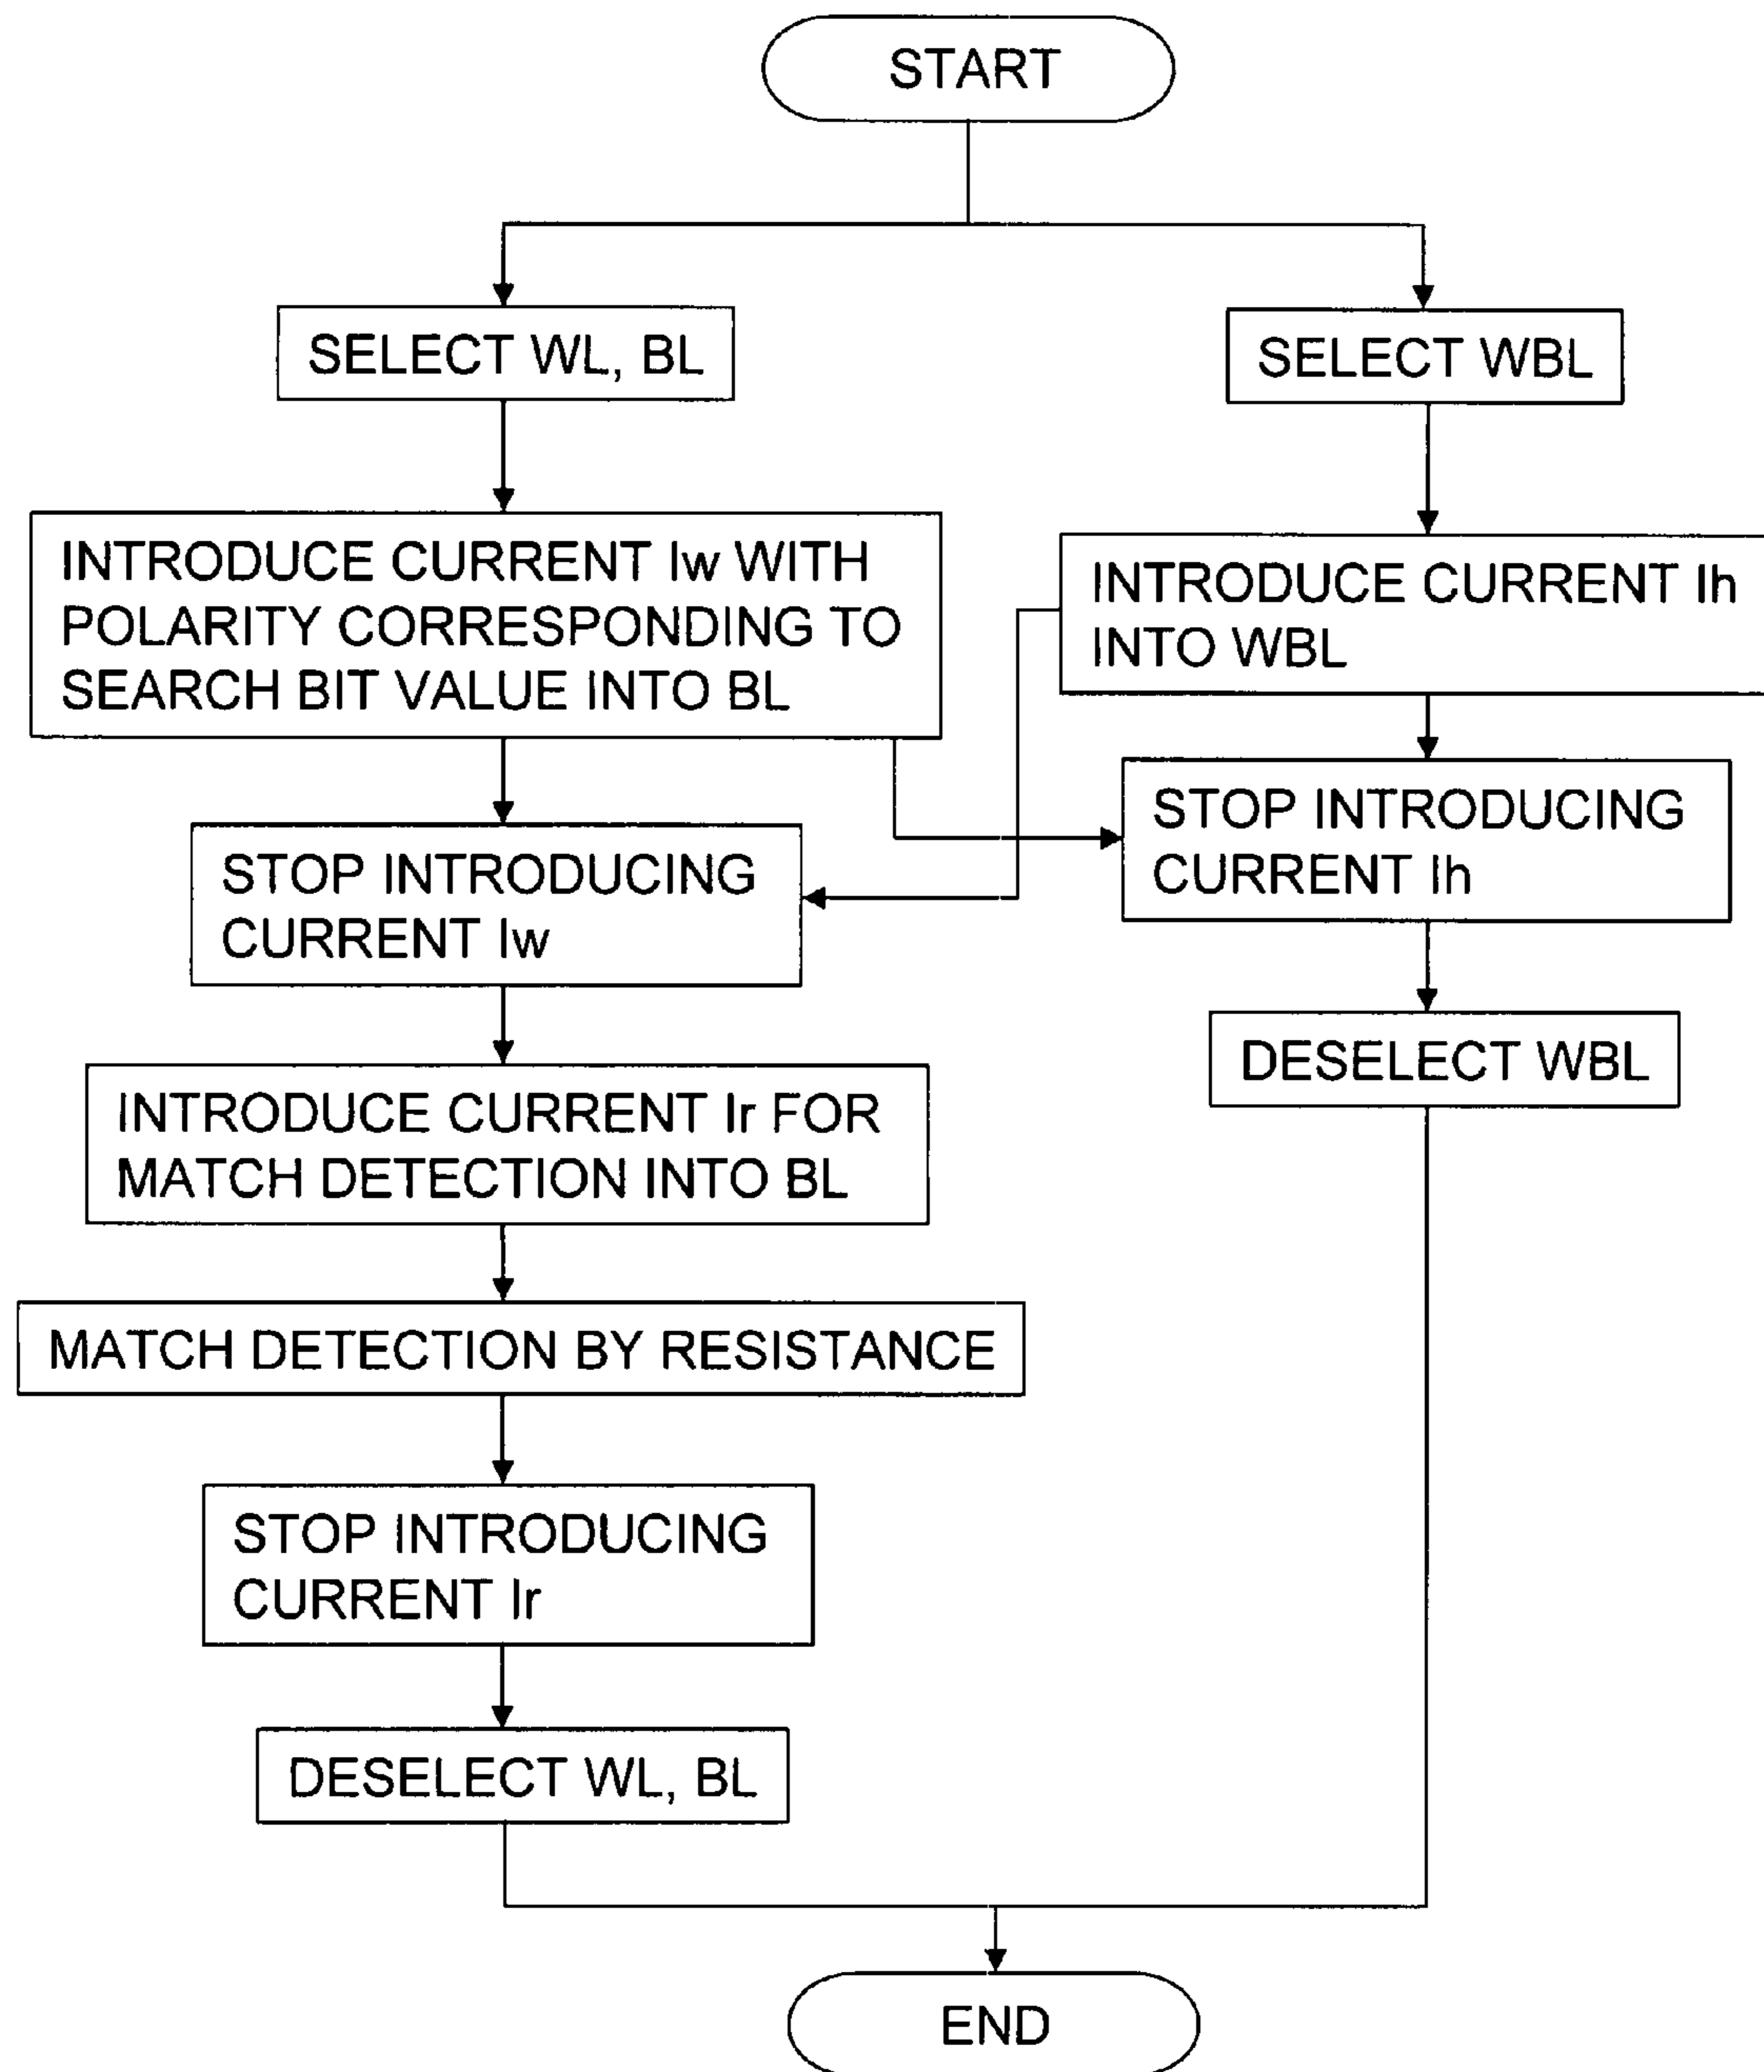 START
SELECT WL, BL
SELECT WBL
INTRODUCE CURRENT Iw WITH
POLARITY CORRESPONDING TO
SEARCH BIT VALUE INTO BL
INTRODUCE CURRENT Ih
INTO WBL
STOP INTRODUCING
CURRENT Iw
STOP INTRODUCING
CURRENT Ih
DESELECT WBL
INTRODUCE CURRENT Ir FOR
MATCH DETECTION INTO BL
MATCH DETECTION BY RESISTANCE
STOP INTRODUCING
CURRENT Ir
DESELECT WL, BL
END